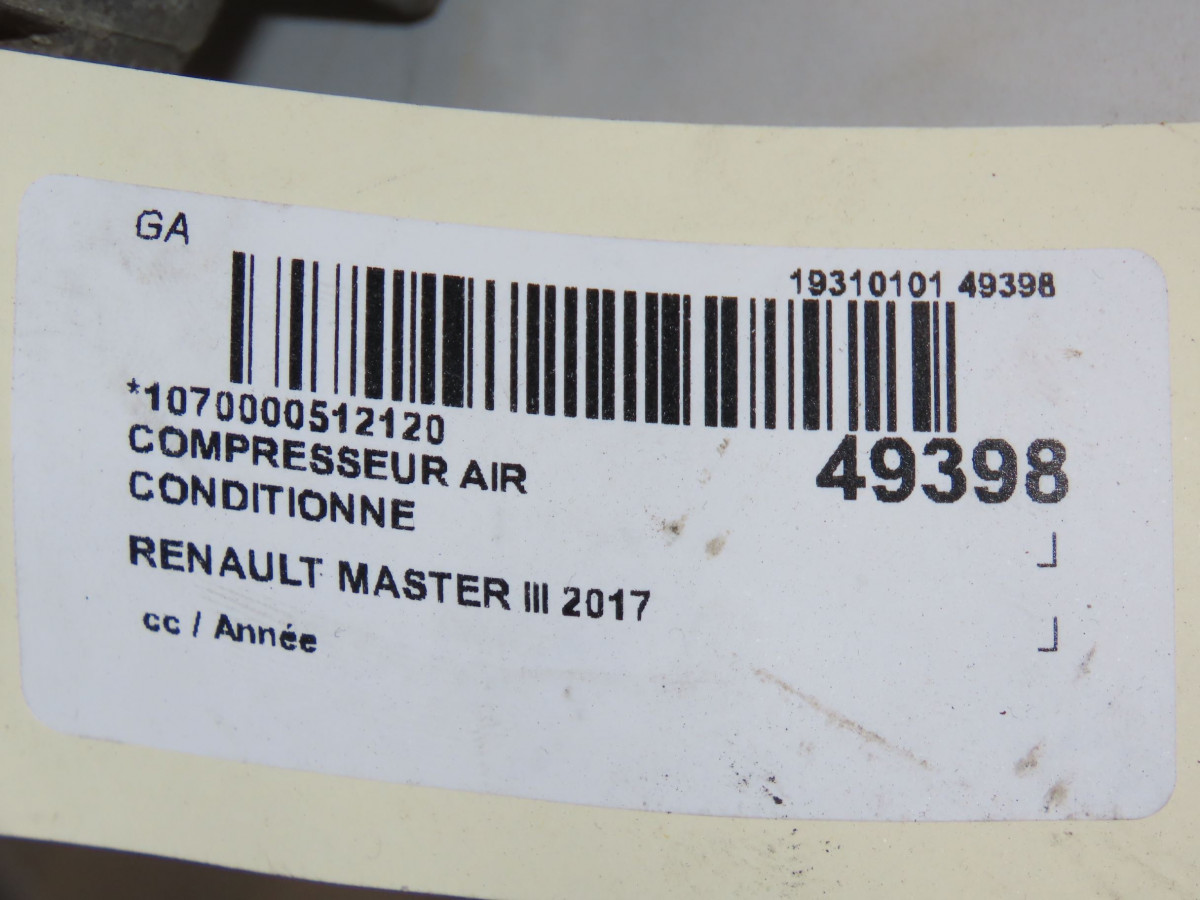 GA
19310101 49398
*1070000512120
COMPRESSEUR AIR
CONDITIONNE
49398
RENAULT MASTER III 2017
cc / Année